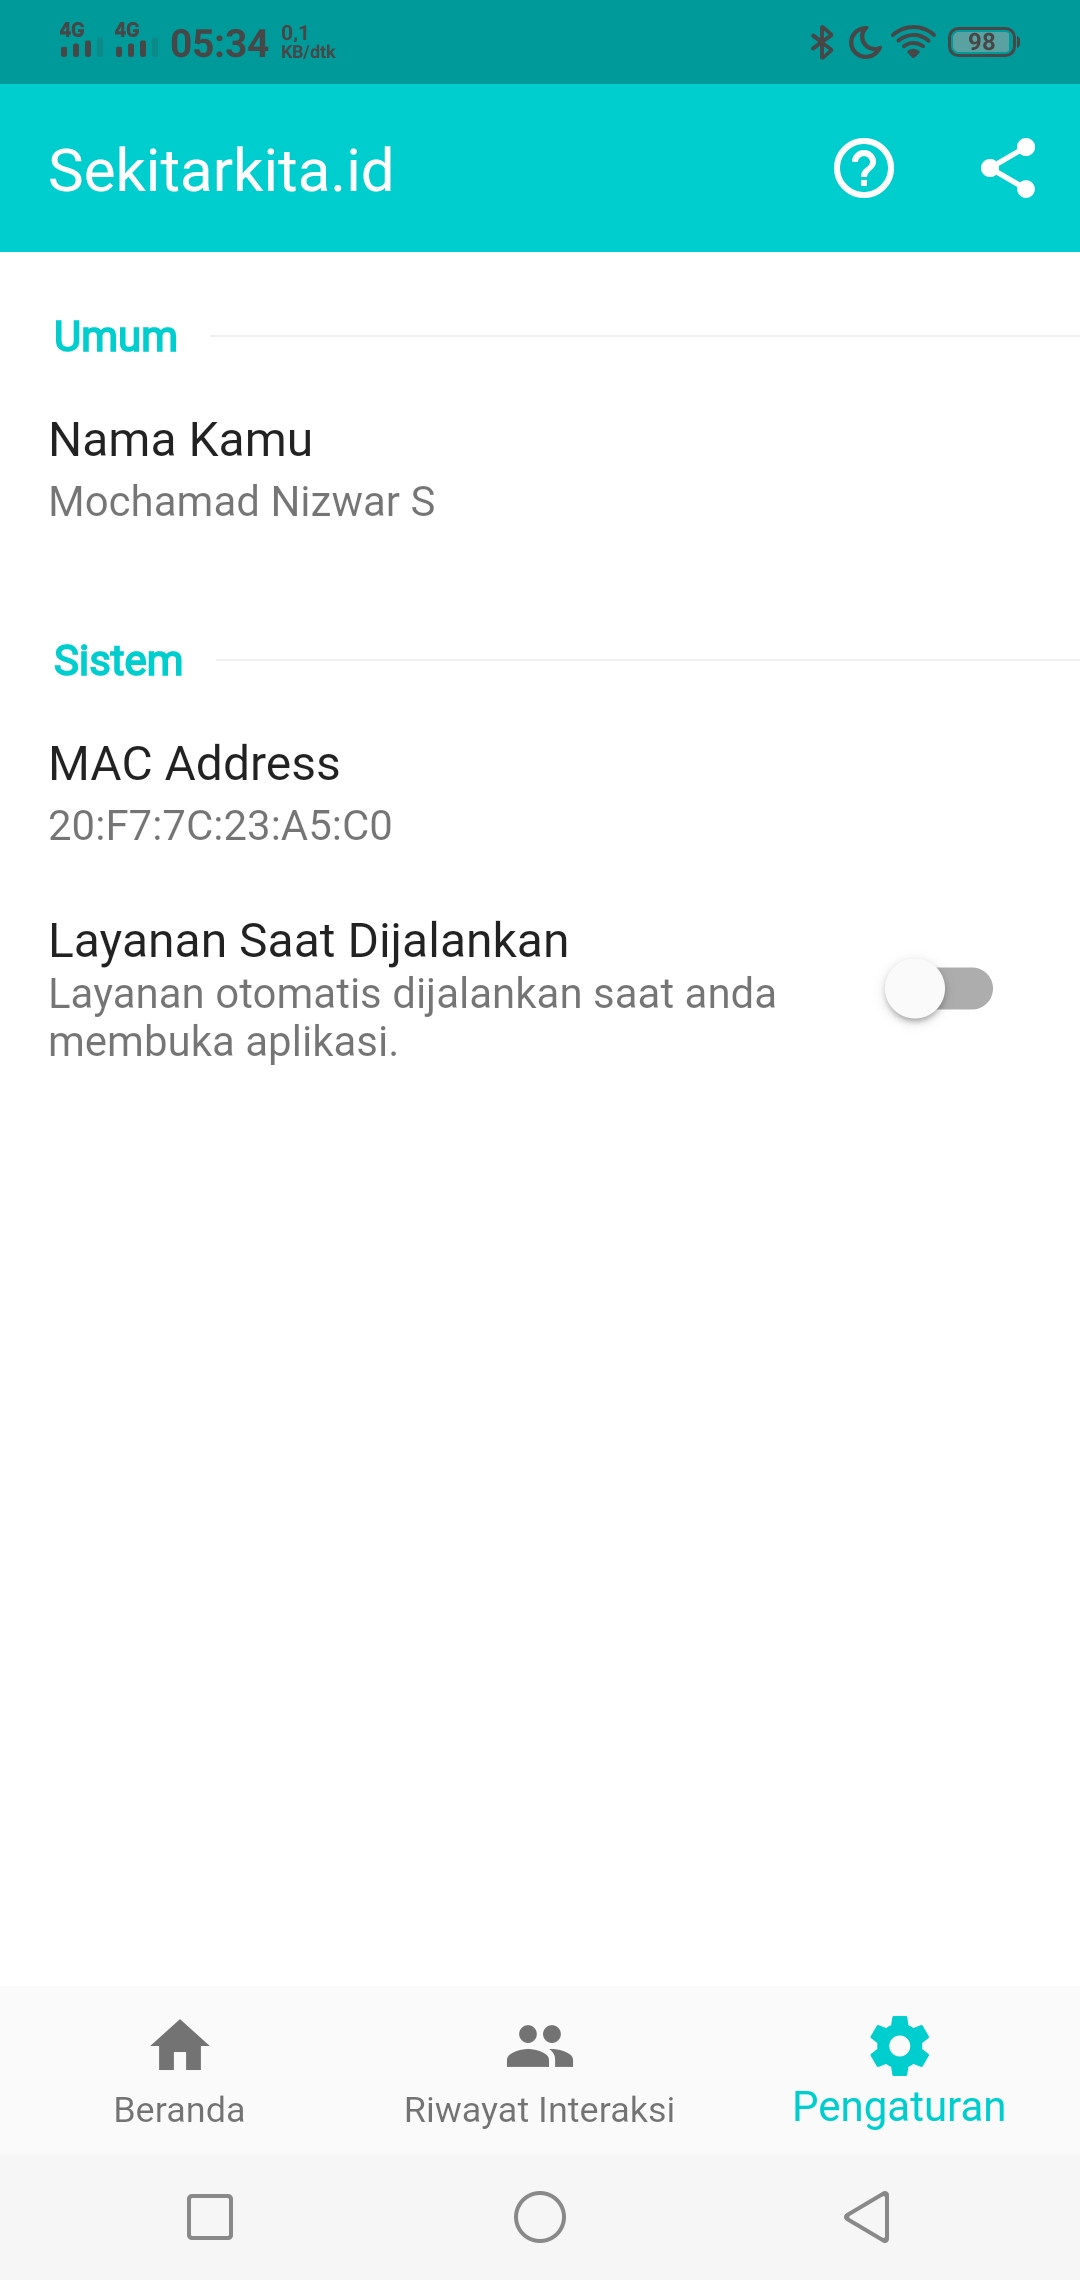 4G 4G 05:34 0,1 KB/dtk 98
Sekitarkita.id
Umum
Nama Kamu
Mochamad Nizwar S
Sistem
MAC Address
20:F7:7C:23:A5:C0
Layanan Saat Dijalankan
Layanan otomatis dijalankan saat anda
membuka aplikasi.
Beranda Riwayat Interaksi Pengaturan